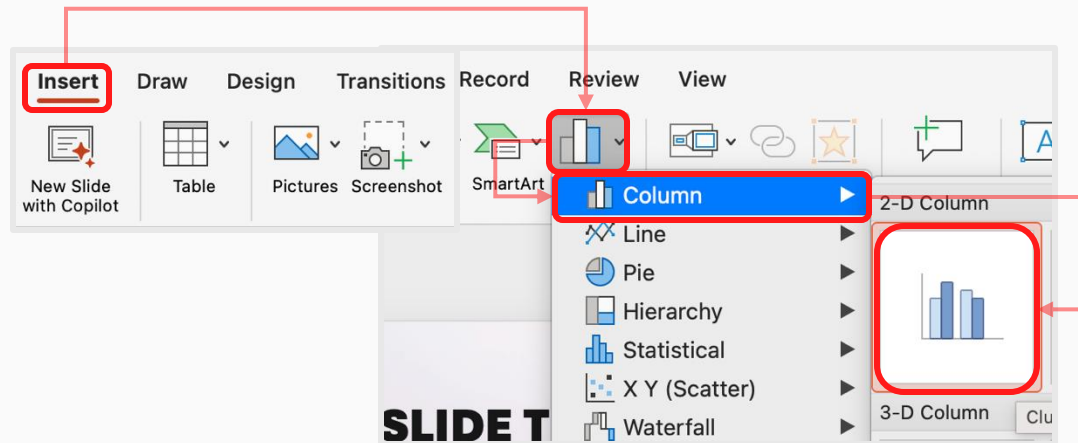 Insert Draw Design Transitions Record Review View
New Slide
with Copilot
Table
Pictures
Screenshot
SmartArt
A
Column
Line
Pie
Hierarchy
Statistical
X Y (Scatter)
Waterfall
2-D Column
3-D Column
Clu
SLIDE T